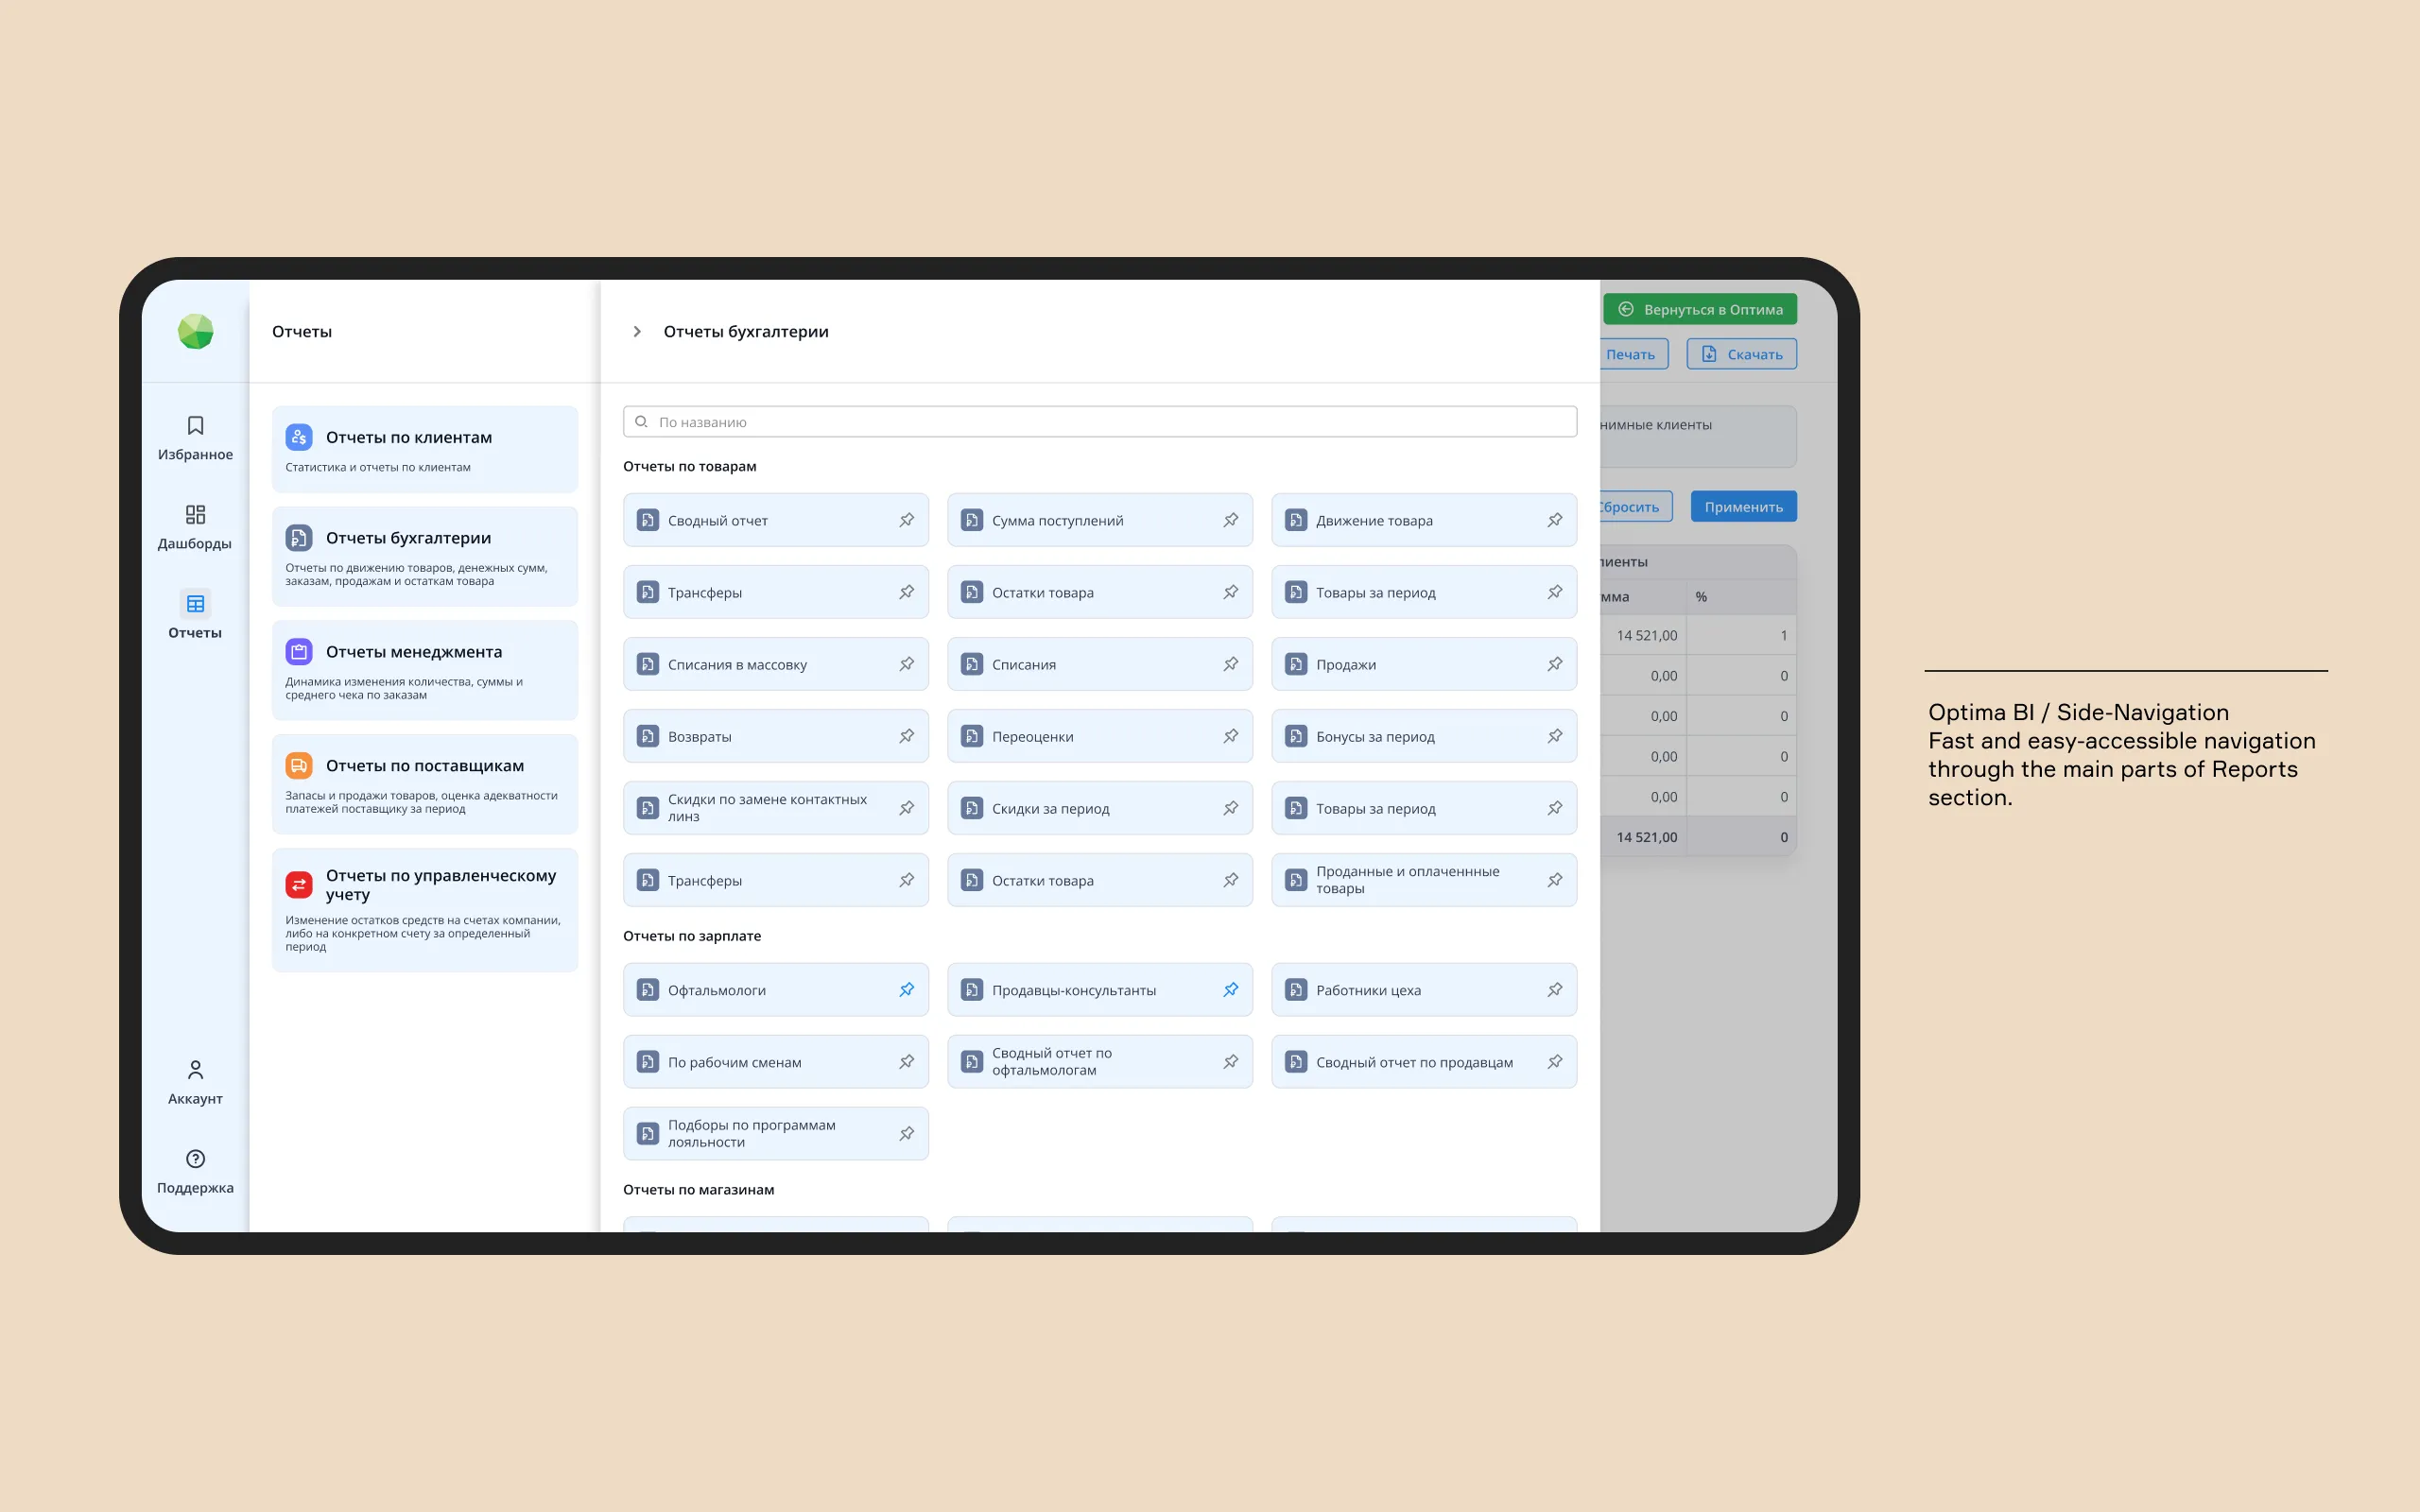 Избранное
Дашборды
Отчеты
Аккаунт
Поддержка
Отчеты
Отчеты по клиентам
Статистика и отчеты по клиентам
Отчеты бухгалтерии
Отчеты по движению товаров, денежных сумм,
заказам, продажам и остаткам товара
Отчеты менеджмента
Динамика изменения количества, суммы и
среднего чека по заказам
Отчеты по поставщикам
Запасы и продажи товаров, оценка адекватности
платежей поставщику за период
Отчеты по управленческому
учету
Изменение остатков средств на счетах компании,
либо на конкретном счету за определенный
период
Отчеты бухгалтерии
По названию
Отчеты по товарам
Сводный отчет
Сумма поступлений
Движение товара
Трансферы
Остатки товара
Товары за период
Списания в массовку
Списания
Продажи
Возвраты
Переоценки
Бонусы за период
Скидки по замене контактных
линз
Скидки за период
Товары за период
Трансферы
Остатки товара
Проданные и оплаченнные
товары
Отчеты по зарплате
Офтальмологи
Продавцы-консультанты
Работники цеха
По рабочим сменам
Сводный отчет по
офтальмологам
Сводный отчет по продавцам
Подборы по программам
лояльности
Отчеты по магазинам
Вернуться в Оптима
Печать
Скачать
нимные клиенты
Сбросить
Применить
лиенты
мма %
14 521,00 1
0,00 0
0,00 0
0,00 0
0,00 0
14 521,00 0
Optima BI / Side-Navigation
Fast and easy-accessible navigation
through the main parts of Reports
section.